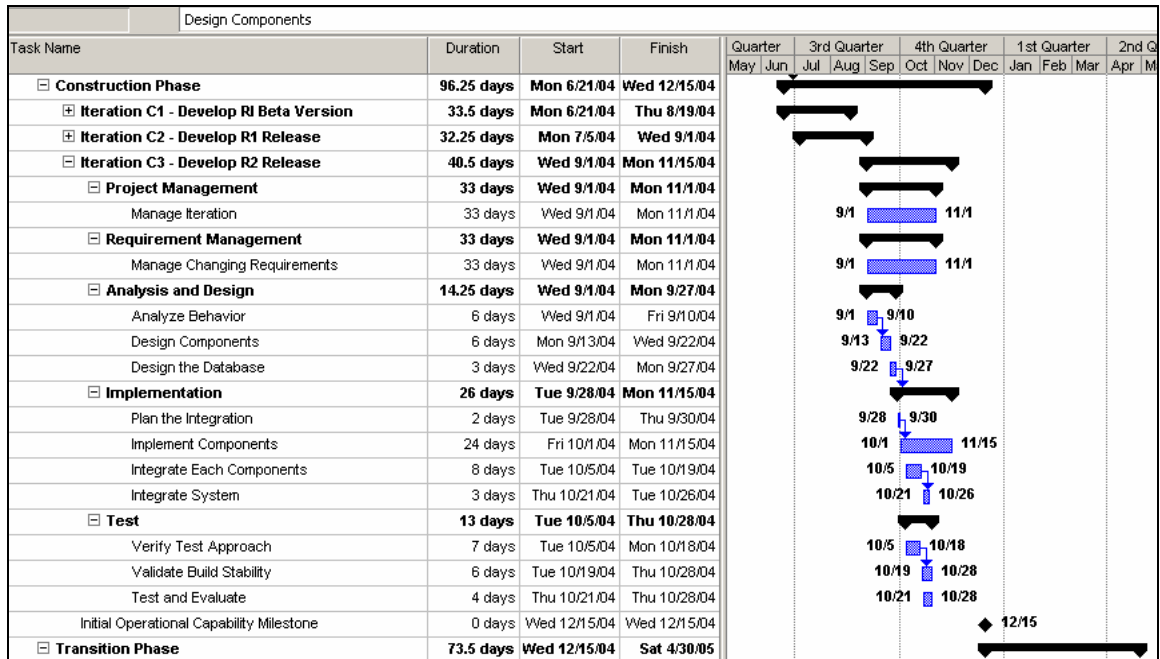 Design Components
Task Name Duration Start Finish Quarter 3rd Quarter 4th Quarter 1st Quarter 2nd Q
May Jun Jul Aug Sep Oct Nov Dec Jan Feb Mar Apr M
Construction Phase 96.25 days Mon 6/21/04 Wed 12/15/04
Iteration C1 - Develop RI Beta Version 33.5 days Mon 6/21/04 Thu 8/19/04
Iteration C2 - Develop R1 Release 32.25 days Mon 7/5/04 Wed 9/1/04
Iteration C3 - Develop R2 Release 40.5 days Wed 9/1/04 Mon 11/15/04
Project Management 33 days Wed 9/1/04 Mon 11/1/04
Manage Iteration 33 days Wed 9/1/04 Mon 11/1/04 9/1 11/1
Requirement Management 33 days Wed 9/1/04 Mon 11/1/04
Manage Changing Requirements 33 days Wed 9/1/04 Mon 11/1/04 9/1 11/1
Analysis and Design 14.25 days Wed 9/1/04 Mon 9/27/04
Analyze Behavior 6 days Wed 9/1/04 Fri 9/10/04 9/1 9/10
Design Components 6 days Mon 9/13/04 Wed 9/22/04 9/13 9/22
Design the Database 3 days Wed 9/22/04 Mon 9/27/04 9/22 9/27
Implementation 26 days Tue 9/28/04 Mon 11/15/04
Plan the Integration 2 days Tue 9/28/04 Thu 9/30/04 9/28 9/30
Implement Components 24 days Fri 10/1/04 Mon 11/15/04 10/1 11/15
Integrate Each Components 8 days Tue 10/5/04 Tue 10/19/04 10/5 10/19
Integrate System 3 days Thu 10/21/04 Tue 10/26/04 10/21 10/26
Test 13 days Tue 10/5/04 Thu 10/28/04
Verify Test Approach 7 days Tue 10/5/04 Mon 10/18/04 10/5 10/18
Validate Build Stability 6 days Tue 10/19/04 Thu 10/28/04 10/19 10/28
Test and Evaluate 4 days Thu 10/21/04 Thu 10/28/04 10/21 10/28
Initial Operational Capability Milestone 0 days Wed 12/15/04 Wed 12/15/04 12/15
Transition Phase 73.5 days Wed 12/15/04 Sat 4/30/05